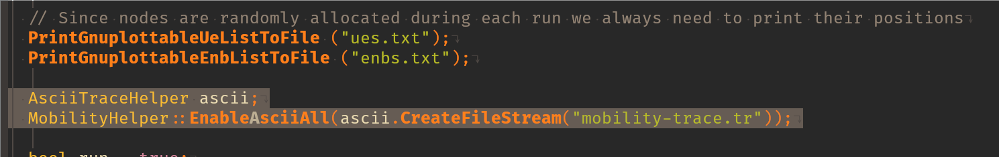 // Since nodes are randomly allocated during each run we always need to print their positions
PrintGnuplottableUeListToFile ("ues.txt");
PrintGnuplottableEnbListToFile ("enbs.txt");
AsciiTraceHelper ascii;
MobilityHelper::EnableAsciiAll(ascii.CreateFileStream("mobility-trace.tr"));
bool run = true;